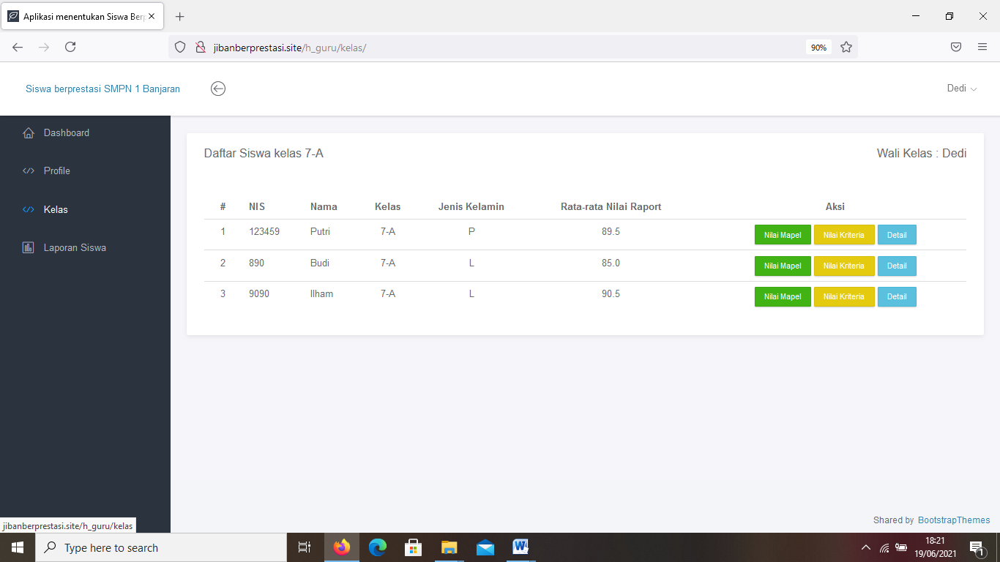 Aplikasi menentukan Siswa Berp
jibanberprestasi.site/h_guru/kelas/
90%
Siswa berprestasi SMPN 1 Banjaran
Dedi
Dashboard
Profile
Kelas
Laporan Siswa
Daftar Siswa kelas 7-A
Wali Kelas : Dedi
# NIS Nama Kelas Jenis Kelamin Rata-rata Nilai Raport Aksi
1 123459 Putri 7-A P 89.5 Nilai Mapel Nilai Kriteria Detail
2 890 Budi 7-A L 85.0 Nilai Mapel Nilai Kriteria Detail
3 9090 Ilham 7-A L 90.5 Nilai Mapel Nilai Kriteria Detail
Shared by BootstrapThemes
jibanberprestasi.site/h_guru/kelas
Type here to search
18:21
19/06/2021
1